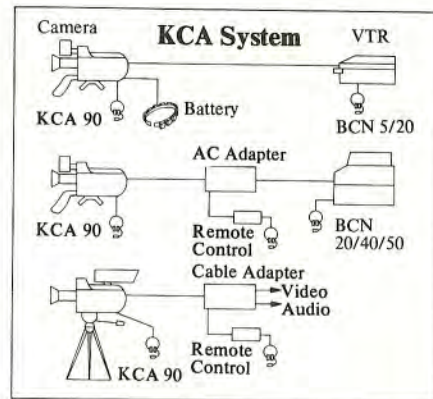 Camera
KCA System
VTR
Battery
KCA 90
BCN 5/20
AC Adapter
KCA 90
Remote
Control
BCN
20/40/50
Cable Adapter
Video
Audio
Remote
Control
KCA 90